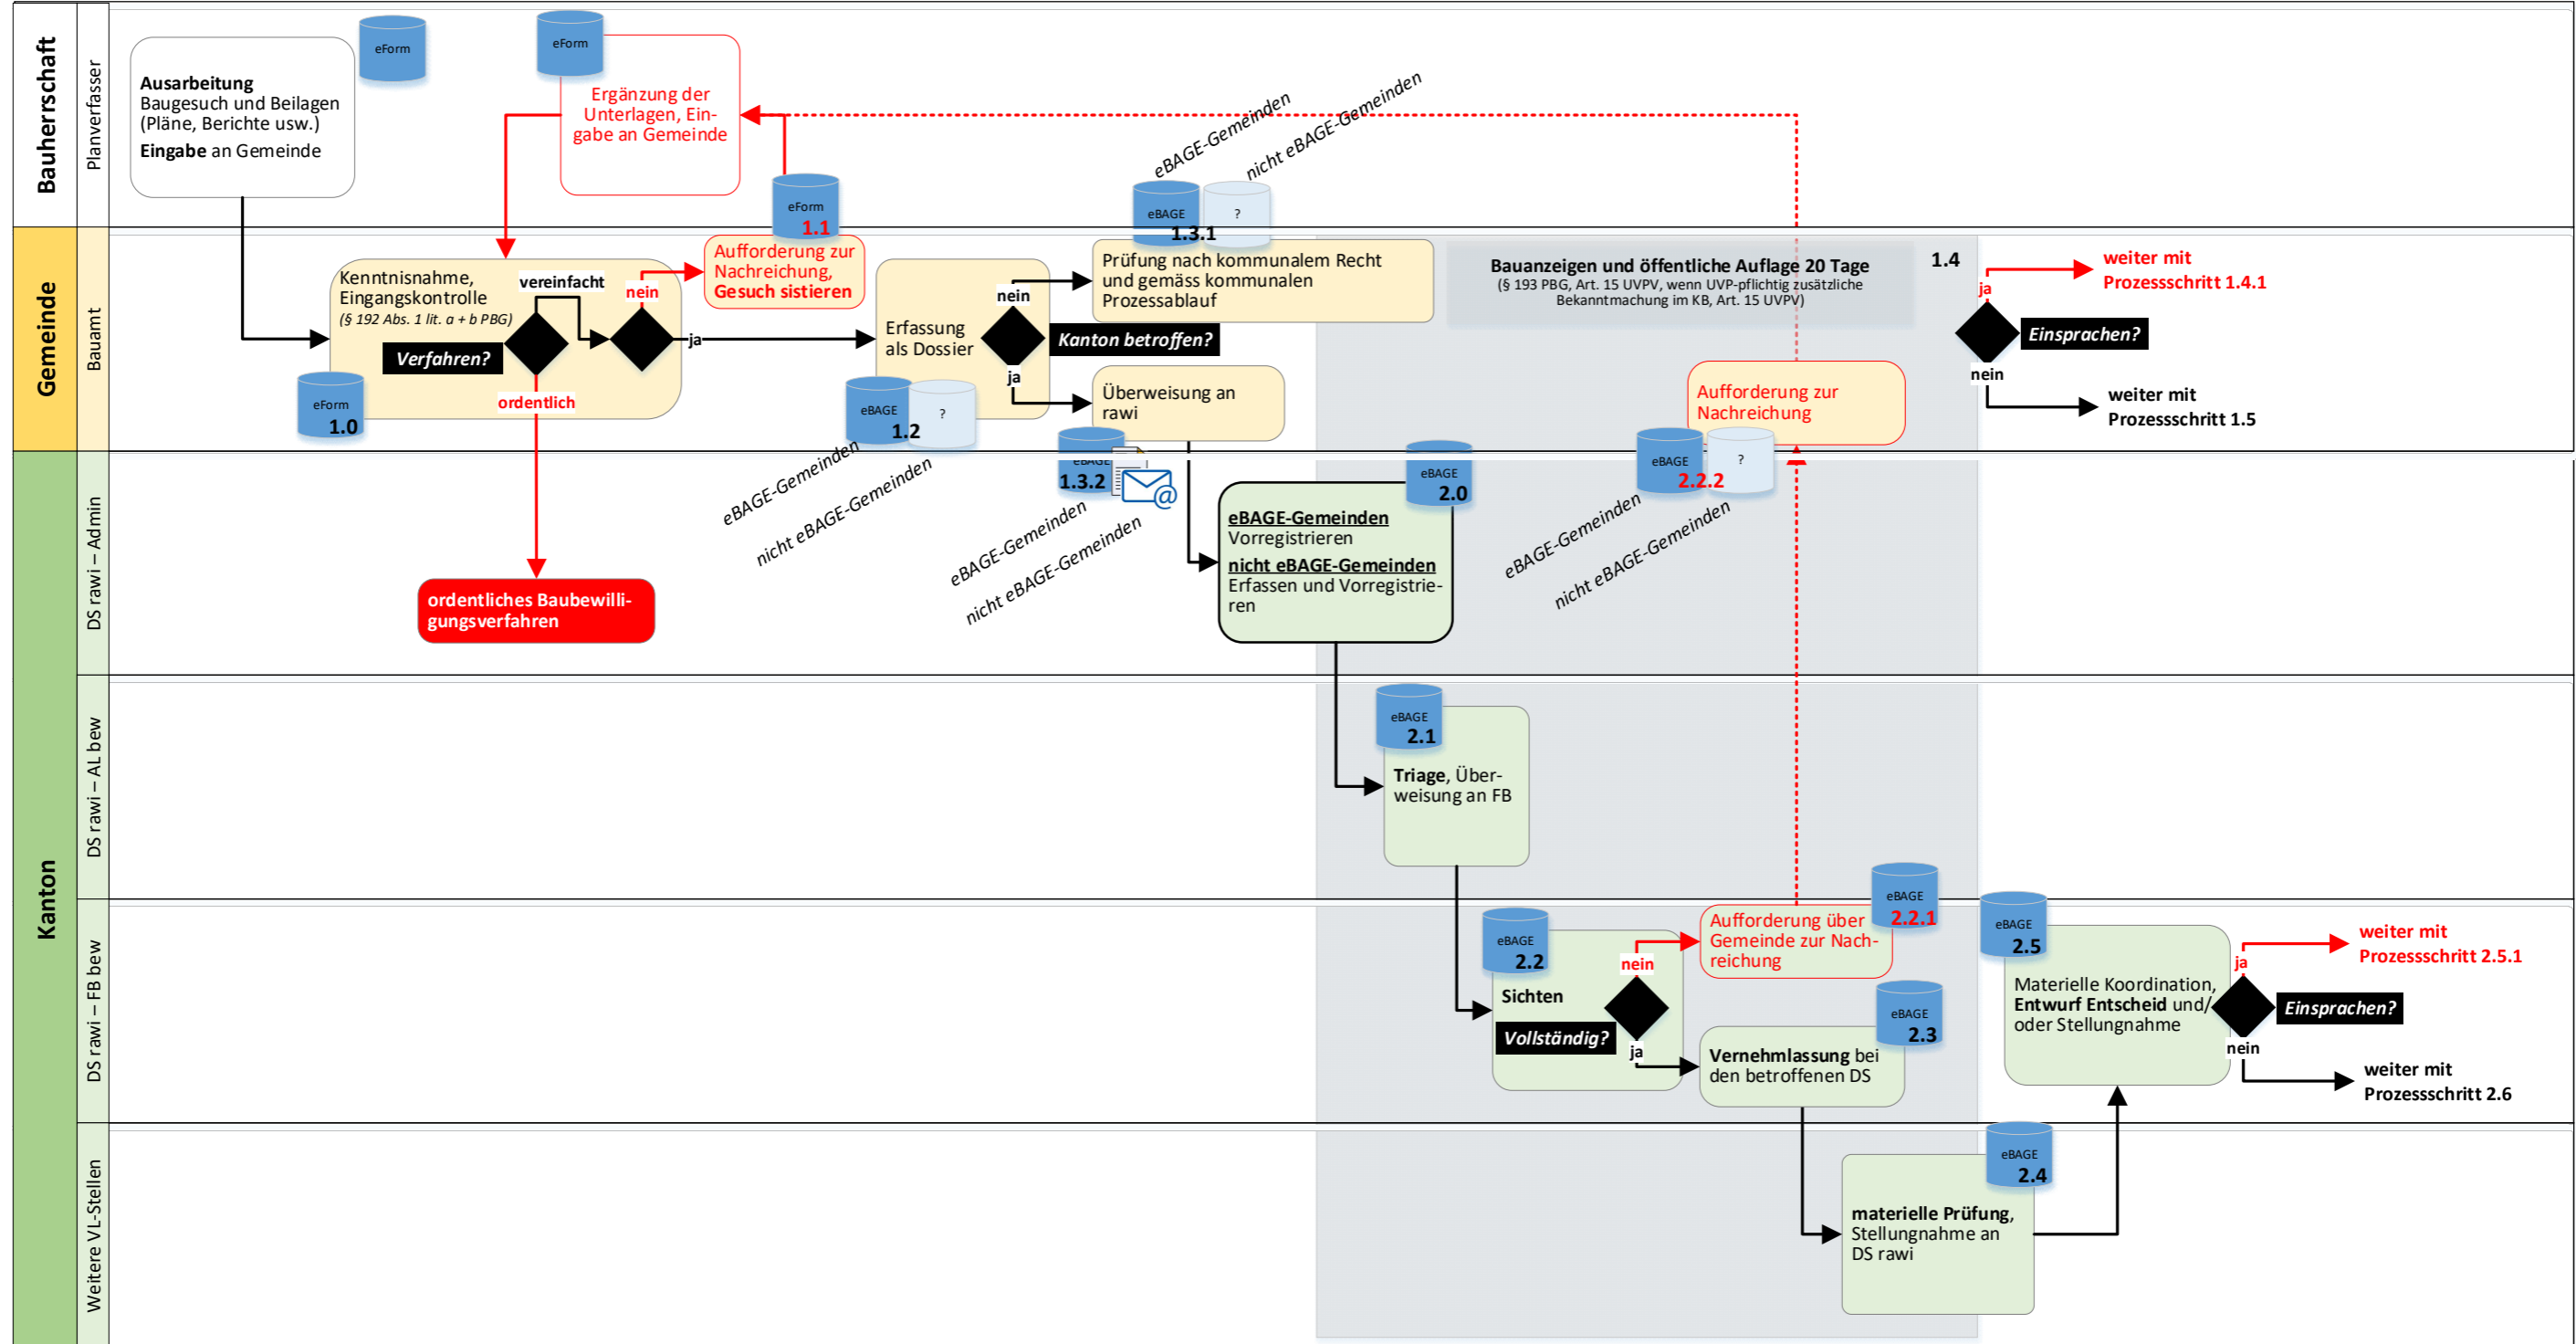 Bauherrschaft
Planverfasser
Ausarbeitung
Baugesuch und Beilagen
(Pläne, Berichte usw.)
Eingabe an Gemeinde
eForm
eForm
Ergänzung der
Unterlagen, Ein-
gabe an Gemeinde
eForm
1.1
eBAGE-Gemeinden
nicht eBAGE-Gemeinden
eBAGE
1.3.1
?
Gemeinde
Bauamt
Kenntnisnahme,
Eingangskontrolle
(§ 192 Abs. 1 lit. a + b PBG)
Verfahren?
vereinfacht
ordentlich
nein
ja
eForm
1.0
Aufforderung zur
Nachreichung,
Gesuch sistieren
Erfassung
als Dossier
nein
ja
Kanton betroffen?
eBAGE
1.2
?
eBAGE-Gemeinden
nicht eBAGE-Gemeinden
Prüfung nach kommunalem Recht
und gemäss kommunalen
Prozessablauf
Überweisung an
rawi
eBAGE
1.3.2
eBAGE-Gemeinden
nicht eBAGE-Gemeinden
Bauanzeigen und öffentliche Auflage 20 Tage
(§ 193 PBG, Art. 15 UVPV, wenn UVP-pflichtig zusätzliche
Bekanntmachung im KB, Art. 15 UVPV)
1.4
Aufforderung zur
Nachreichung
eBAGE
2.2.2
?
eBAGE-Gemeinden
nicht eBAGE-Gemeinden
ja
weiter mit
Prozessschritt 1.4.1
Einsprachen?
nein
weiter mit
Prozessschritt 1.5
Kanton
DS rawi – Admin
ordentliches Baubewilli-
gungsverfahren
eBAGE
2.0
eBAGE-Gemeinden
Vorregistrieren
nicht eBAGE-Gemeinden
Erfassen und Vorregistrie-
ren
DS rawi – AL bew
eBAGE
2.1
Triage, Über-
weisung an FB
DS rawi – FB bew
eBAGE
2.2
Sichten
Vollständig?
nein
ja
Aufforderung über
Gemeinde zur Nach-
reichung
eBAGE
2.2.1
eBAGE
2.3
Vernehmlassung bei
den betroffenen DS
eBAGE
2.5
Materielle Koordination,
Entwurf Entscheid und/
oder Stellungnahme
ja
weiter mit
Prozessschritt 2.5.1
Einsprachen?
nein
weiter mit
Prozessschritt 2.6
Weitere VL-Stellen
eBAGE
2.4
materielle Prüfung,
Stellungnahme an
DS rawi